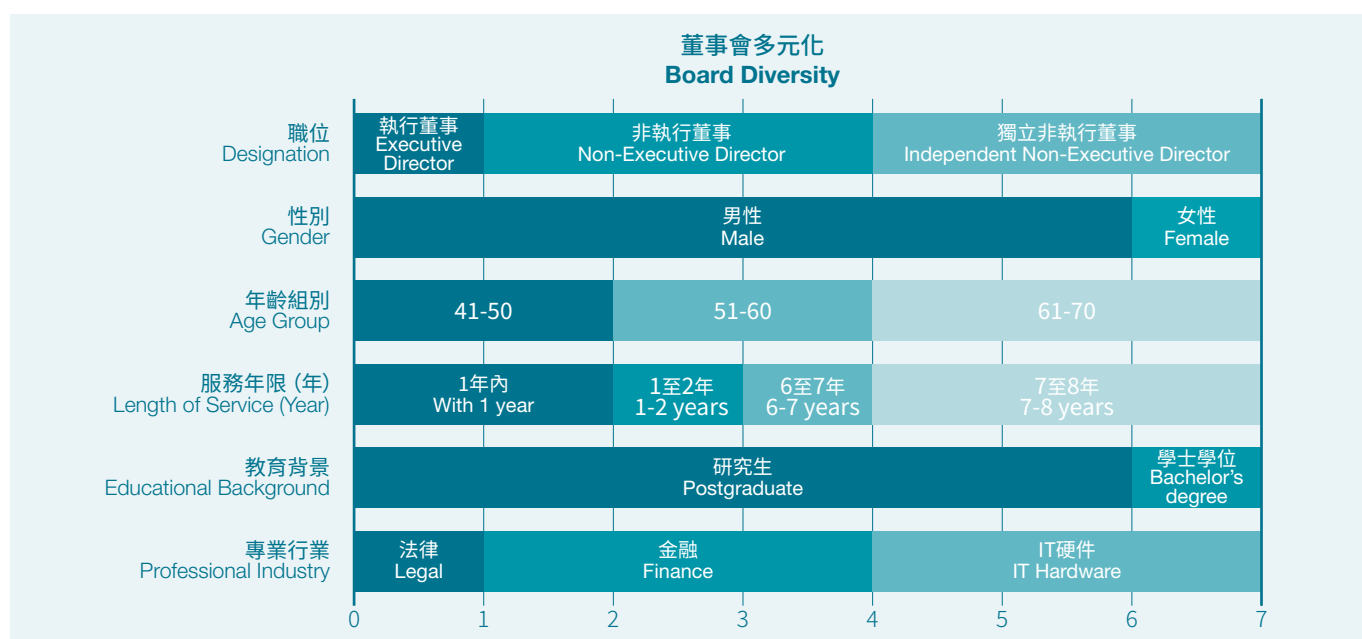 董事會多元化
Board Diversity
職位
Designation
執行董事
Executive
Director
非執行董事
Non-Executive Director
獨立非執行董事
Independent Non-Executive Director
性別
Gender
男性
Male
女性
Female
年齡組別
Age Group
41-50
51-60
61-70
服務年限（年）
Length of Service (Year)
1年內
With 1 year
1至2年
1-2 years
6至7年
6-7 years
7至8年
7-8 years
教育背景
Educational Background
研究生
Postgraduate
學士學位
Bachelor's
degree
專業行業
Professional Industry
法律
Legal
金融
Finance
IT硬件
IT Hardware
0 1 2 3 4 5 6 7